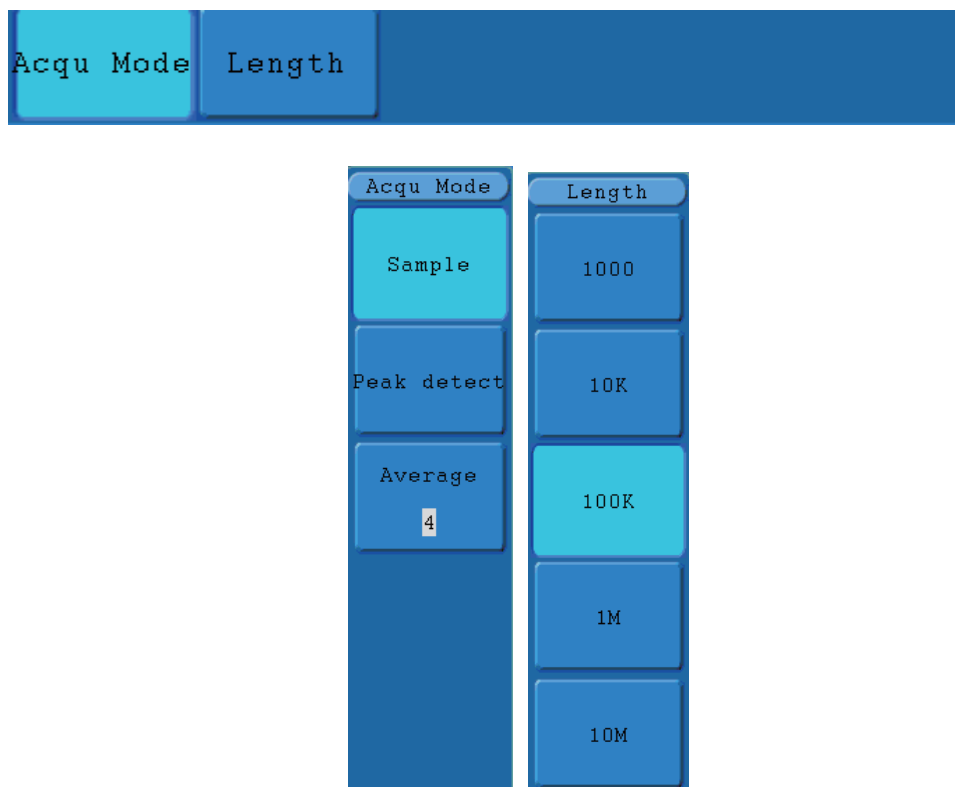 Acqu Mode Length
Acqu Mode
Sample
Peak detect
Average
4
Length
1000
10K
100K
1M
10M